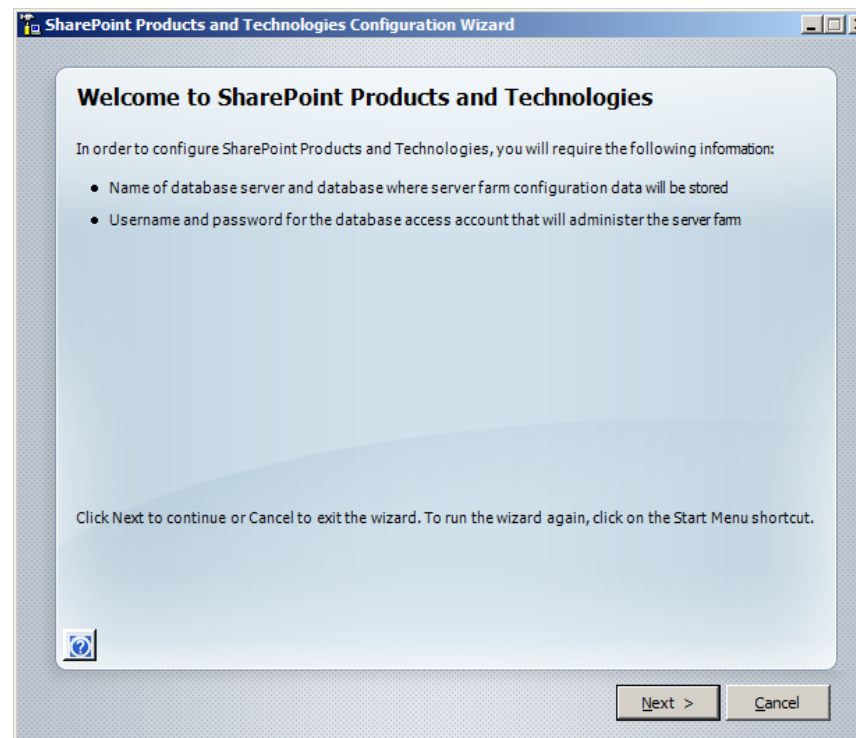 SharePoint Products and Technologies Configuration Wizard
Welcome to SharePoint Products and Technologies
In order to configure SharePoint Products and Technologies, you will require the following information:
• Name of database server and database where server farm configuration data will be stored
• Username and password for the database access account that will administer the server farm
Click Next to continue or Cancel to exit the wizard. To run the wizard again, click on the Start Menu shortcut.
Next >
Cancel